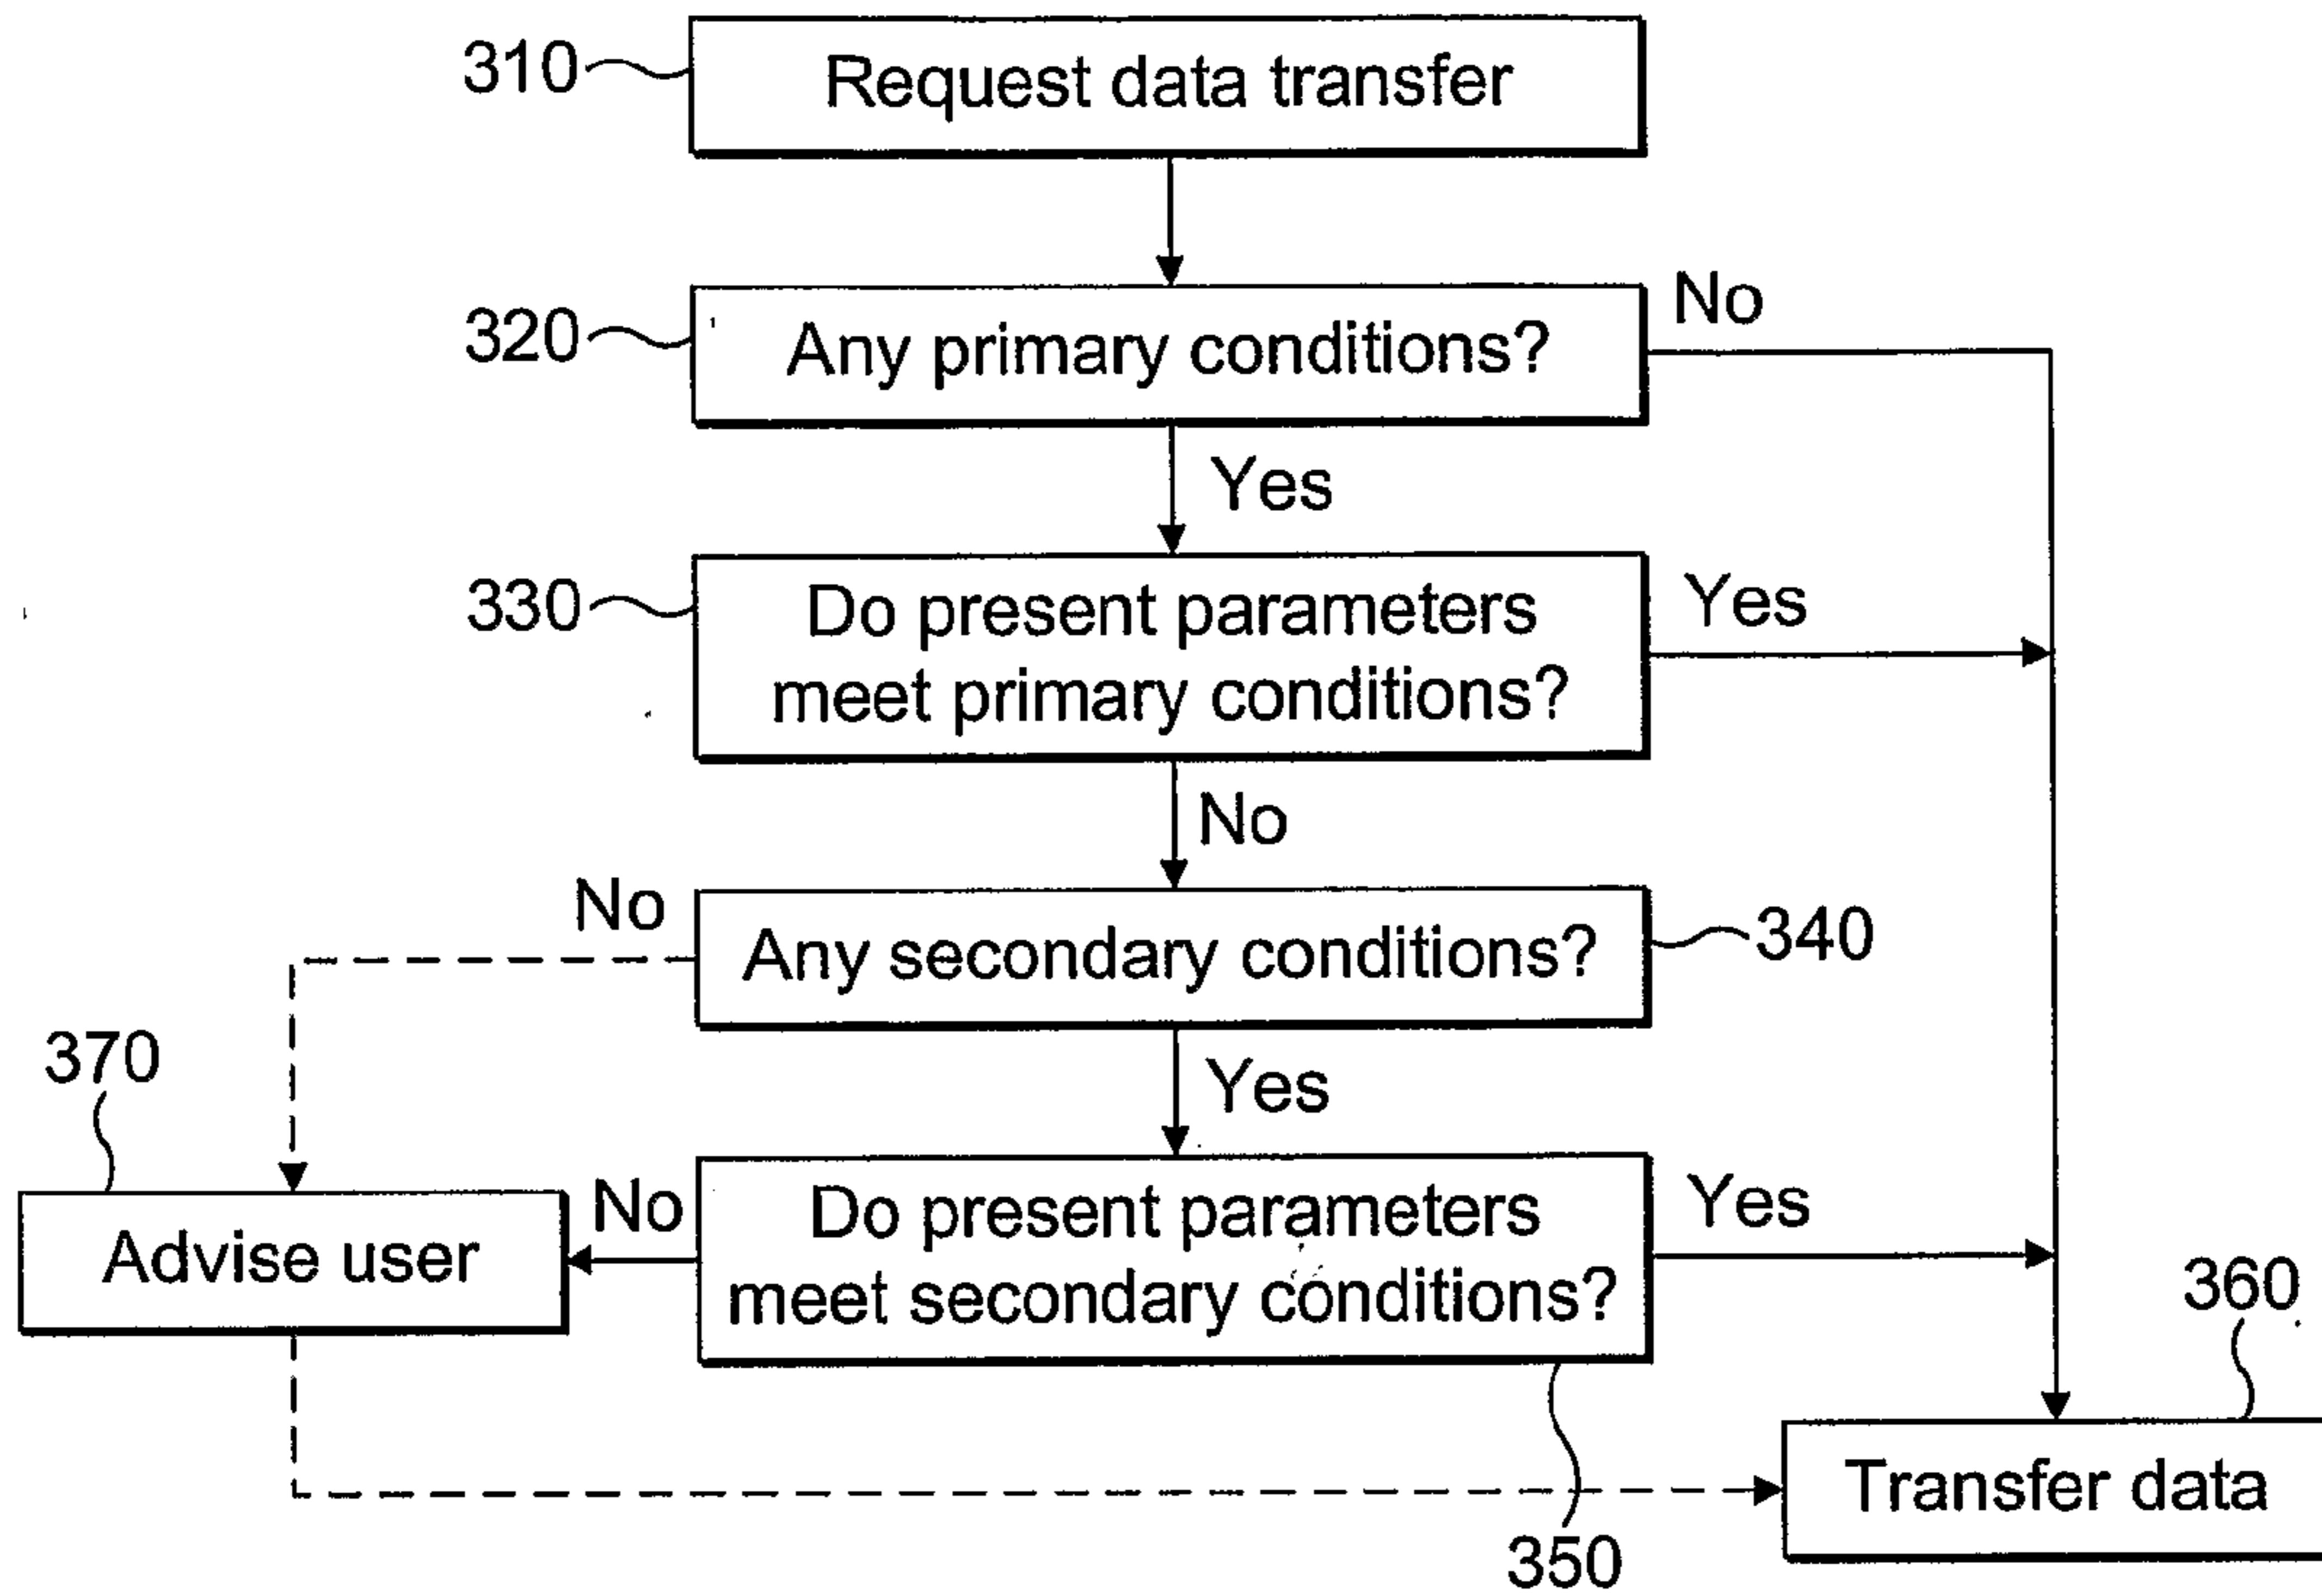 310
Request data transfer
320
Any primary conditions?
No
Yes
330
Do present parameters
meet primary conditions?
Yes
No
No
Any secondary conditions?
340
Yes
370
Advise user
No
Do present parameters
meet secondary conditions?
Yes
350
360
Transfer data